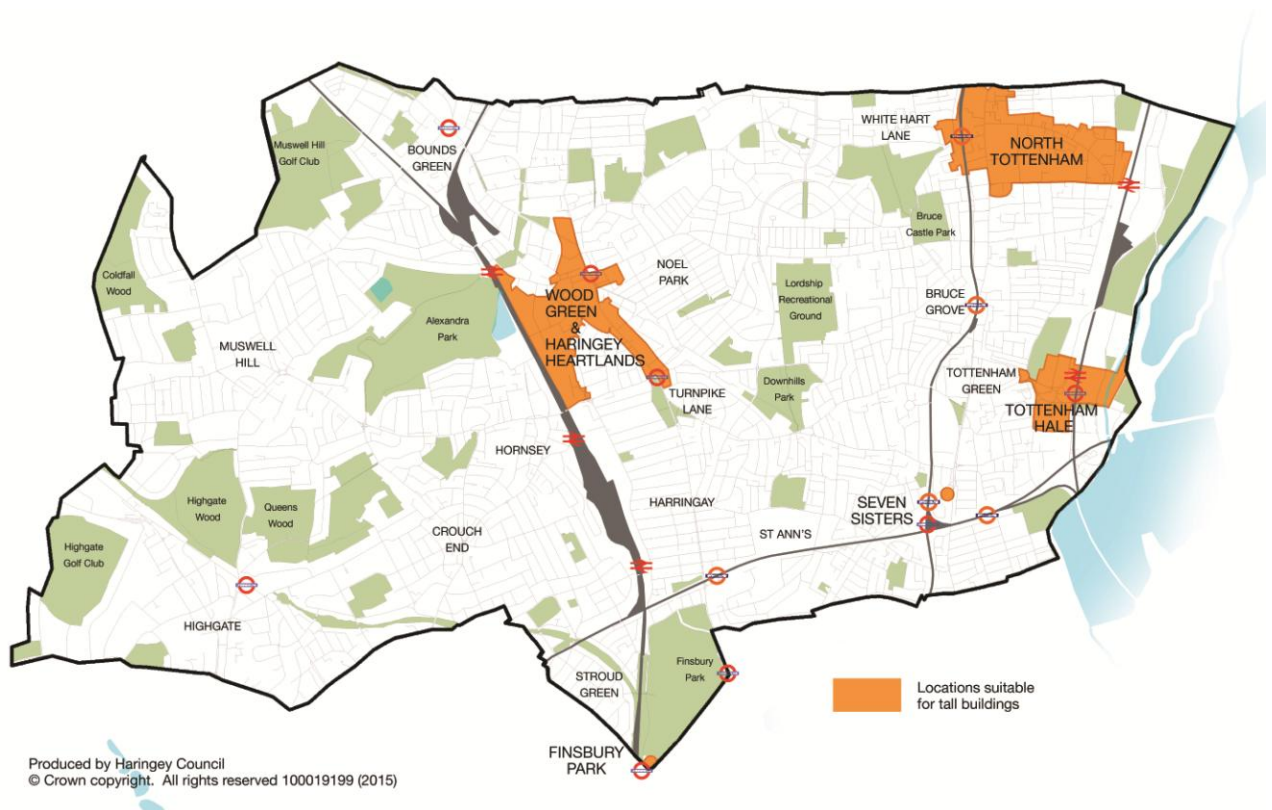 WHITE HART
LANE
NORTH
TOTTENHAM
Muswell Hill
Golf Club
BOUNDS
GREEN
Bruce
Castle Park
Coldfall
Wood
NOEL
PARK
Lordship
Recreational
Ground
BRUCE
GROVE
WOOD
GREEN
&
HARINGEY
HEARTLANDS
Alexandra
Park
MUSWELL
HILL
TOTTENHAM
GREEN
Downhills
Park
TURNPIKE
LANE
TOTTENHAM
HALE
HORNSEY
HARRINGAY
SEVEN
SISTERS
Highgate
Wood
Queens
Wood
CROUCH
END
ST ANN'S
Highgate
Golf Club
HIGHGATE
STROUD
GREEN
Finsbury
Park
Locations suitable
for tall buildings
FINSBURY
PARK
Produced by Haringey Council
© Crown copyright. All rights reserved 100019199 (2015)